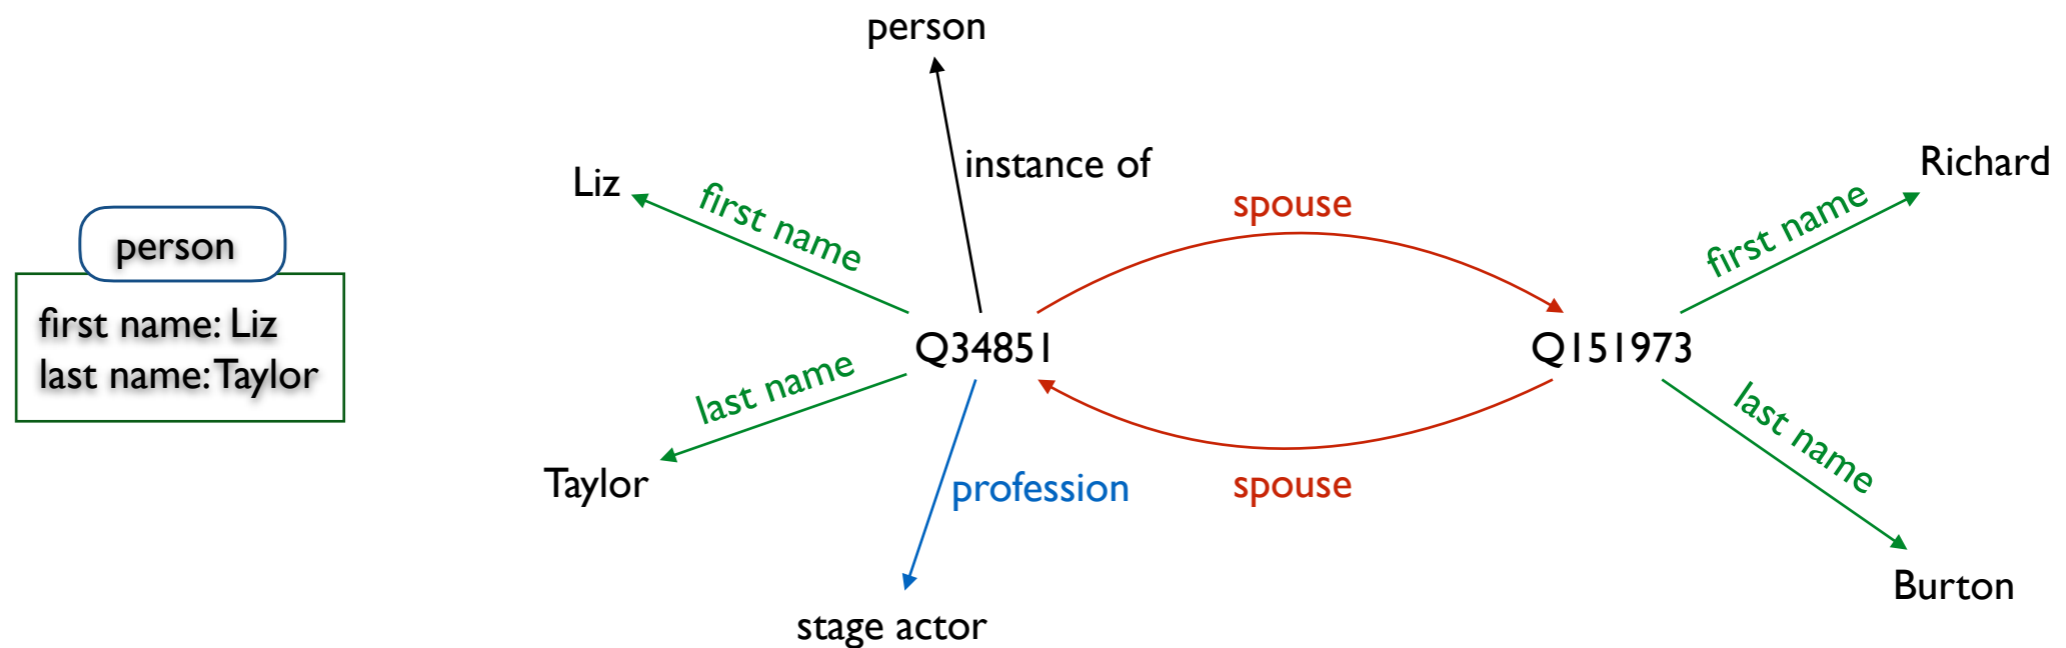 person
first name: Liz
last name: Taylor
person
instance of
Liz
first name
spouse
Richard
first name
Q34851
Q151973
last name
Taylor
profession
spouse
last name
stage actor
Burton